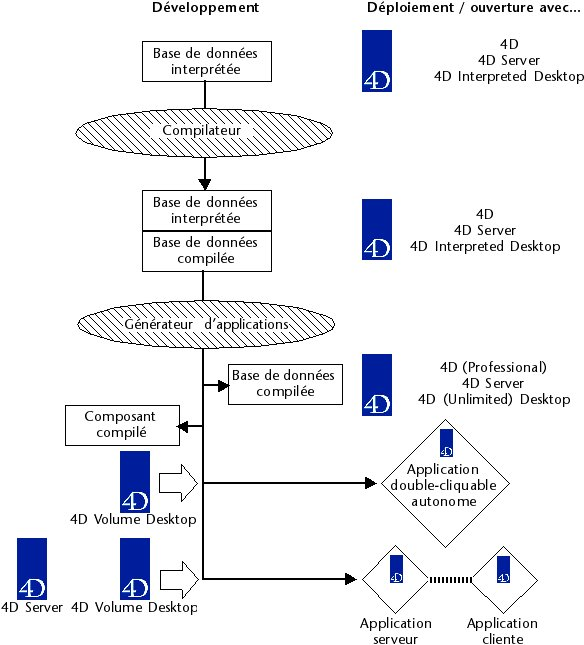 Développement
Déploiement / ouverture avec...
Base de données
interprétée
4D
4D
4D Server
4D Interpreted Desktop
Compilateur
Base de données
interprétée
Base de données
compilée
4D
4D
4D Server
4D Interpreted Desktop
Générateur d'applications
Base de données
compilée
4D
4D (Professional)
4D Server
4D (Unlimited) Desktop
Composant
compilé
4D
4D Volume Desktop
4D
Application
double-cliquable
autonome
4D
4D Server
4D
4D Volume Desktop
4D
Application
serveur
4D
Application
cliente